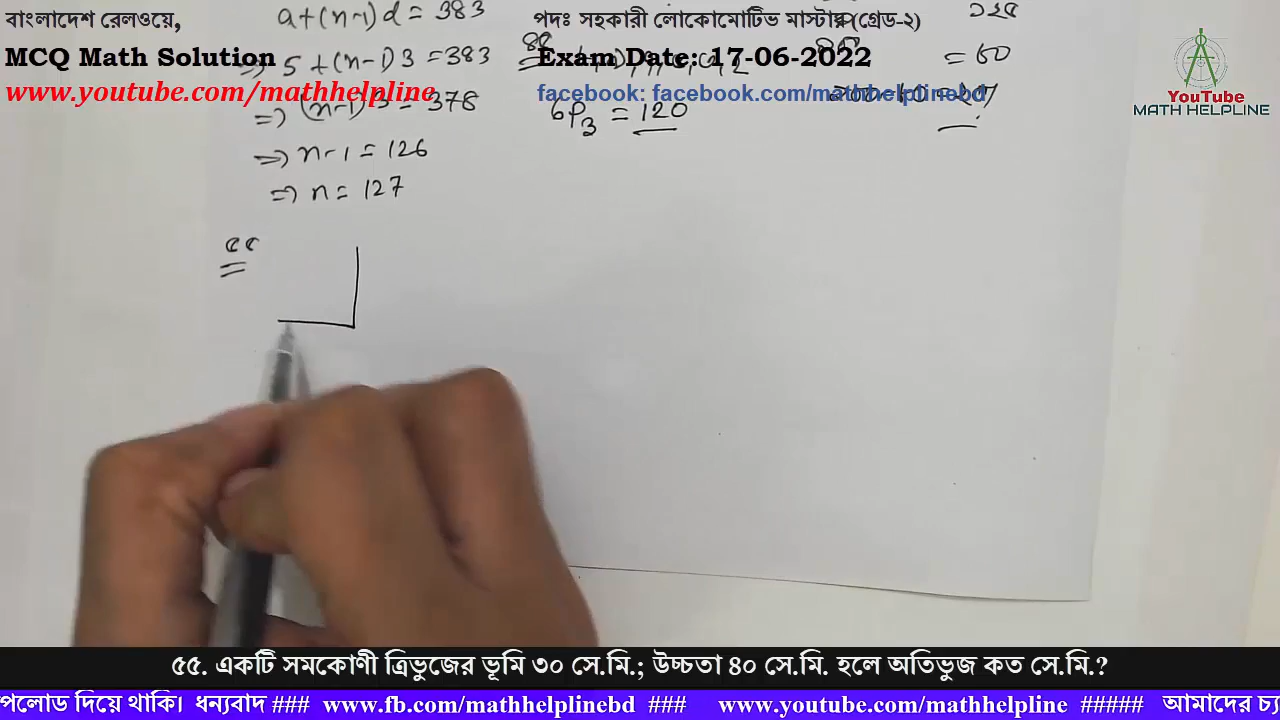 a+(n-1)d = 383
বাংলাদেশ রেলওয়ে,
পদঃ সহকারী লোকোমোটিভ মাস্টার (গ্রেড-২)
MCQ Math Solution
=> 5+(n-1)3 = 383
Exam Date: 17-06-2022
= 60
www.youtube.com/mathhelpline
=> (n-1)3 = 378
facebook: facebook.com/mathhelplinebd
6P3 = 120
YouTube
MATH HELPLINE
=> n-1 = 126
=> n = 127
৫৫
৫৫. একটি সমকোণী ত্রিভুজের ভূমি ৩০ সে.মি.; উচ্চতা ৪০ সে.মি. হলে অতিভুজ কত সে.মি.?
পলোড দিয়ে থাকি। ধন্যবাদ ### www.fb.com/mathhelplinebd ### www.youtube.com/mathhelpline ##### আমাদের চ্য